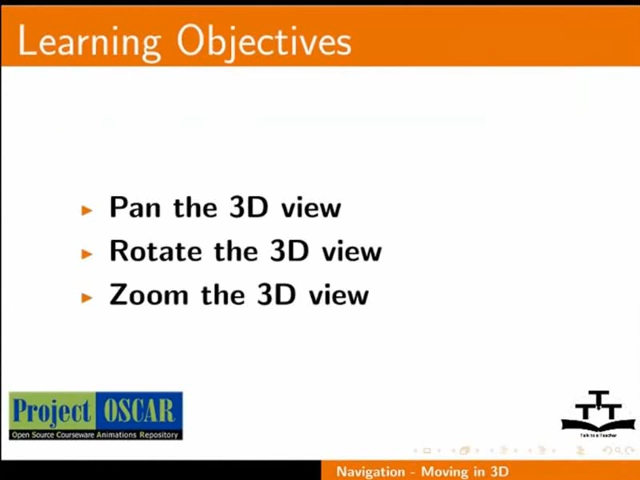 Learning Objectives
Pan the 3D view
Rotate the 3D view
Zoom the 3D view
Project OSCAR
Open Source Courseware Animations Repository
TTT
Talk to a Teacher
Navigation - Moving in 3D